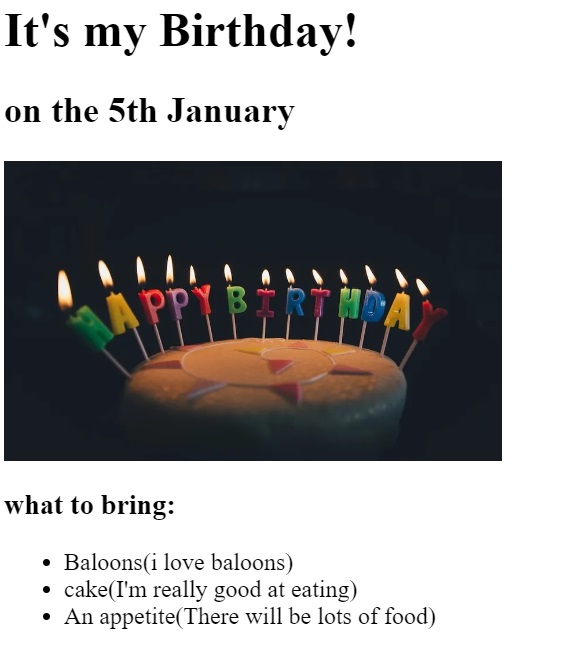 It's my Birthday!
on the 5th January
HAPPY BIRTHDAY
what to bring:
Baloons(i love baloons)
cake(I'm really good at eating)
An appetite(There will be lots of food)